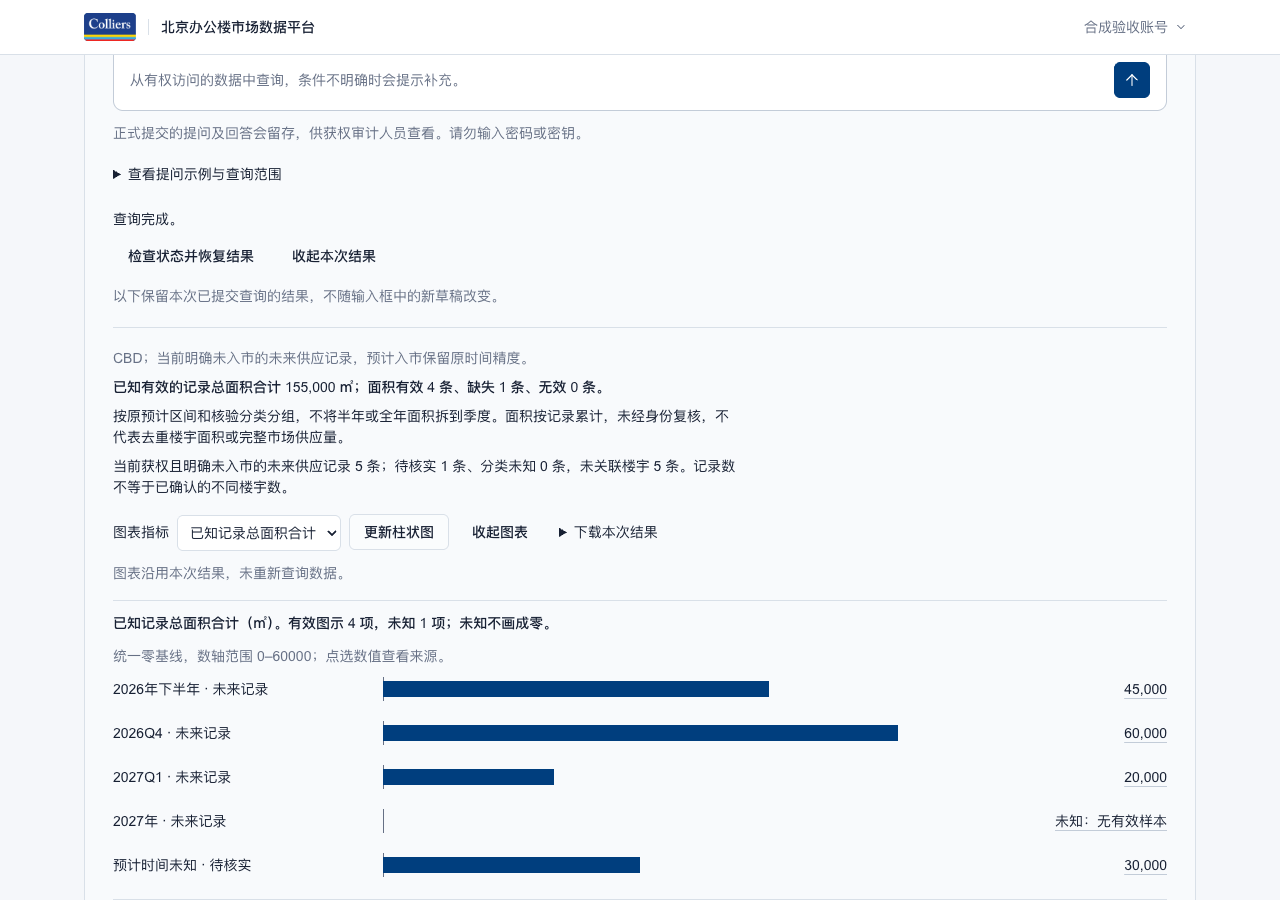 Colliers
北京办公楼市场数据平台
合成验收账号
从有权访问的数据中查询，条件不明确时会提示补充。
正式提交的提问及回答会留存，供获权审计人员查看。请勿输入密码或密钥。
查看提问示例与查询范围
查询完成。
检查状态并恢复结果 收起本次结果
以下保留本次已提交查询的结果，不随输入框中的新草稿改变。
CBD；当前明确未入市的未来供应记录，预计入市保留原时间精度。
已知有效的记录总面积合计 155,000 ㎡；面积有效 4 条、缺失 1 条、无效 0 条。
按原预计区间和核验分类分组，不将半年或全年面积拆到季度。面积按记录累计，未经身份复核，不
代表去重楼宇面积或完整市场供应量。
当前获权且明确未入市的未来供应记录 5 条；待核实 1 条、分类未知 0 条，未关联楼宇 5 条。记录数
不等于已确认的不同楼宇数。
图表指标 已知记录总面积合计 更新柱状图 收起图表 下载本次结果
图表沿用本次结果，未重新查询数据。
已知记录总面积合计（㎡）。有效图示 4 项，未知 1 项；未知不画成零。
统一零基线，数轴范围 0–60000；点选数值查看来源。
2026年下半年 · 未来记录 45,000
2026Q4 · 未来记录 60,000
2027Q1 · 未来记录 20,000
2027年 · 未来记录 未知：无有效样本
预计时间未知 · 待核实 30,000